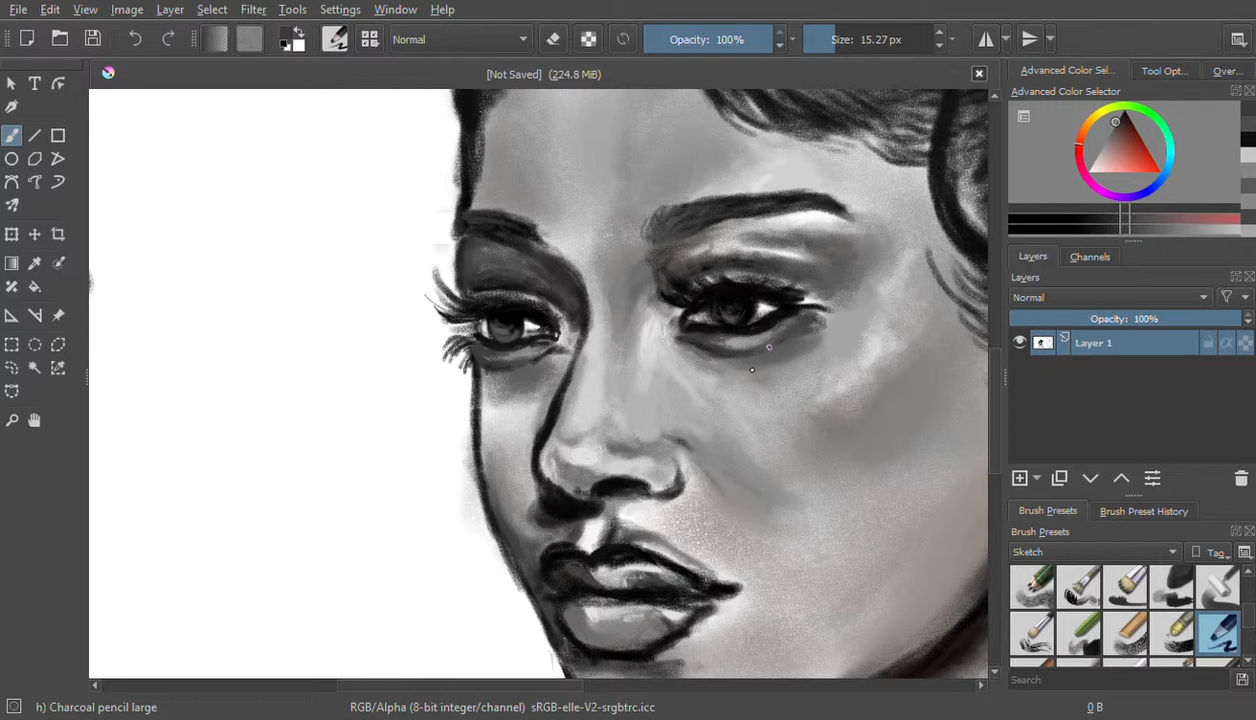 File Edit View Image Layer Select Filter Tools Settings Window Help
Normal Opacity: 100% Size: 15.27 px
[Not Saved] (224.8 MiB)
Advanced Color Sel... Tool Opt... Over...
Advanced Color Selector
Layers Channels
Layers
Normal
Opacity: 100%
Layer 1
Brush Presets Brush Preset History
Brush Presets
Sketch Tag
Search
h) Charcoal pencil large RGB/Alpha (8-bit integer/channel) sRGB-elle-V2-srgbtrc.icc 0 B